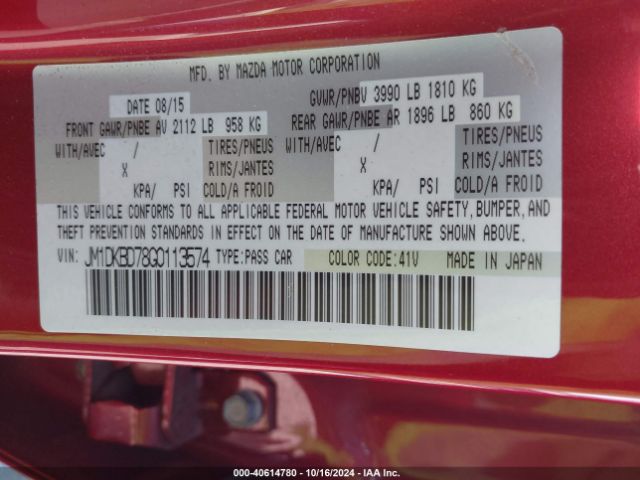 MFD. BY MAZDA MOTOR CORPORATION
DATE 08/15 GVWR/PNBV 3990 LB 1810 KG
FRONT GAWR/PNBE AV 2112 LB 958 KG REAR GAWR/PNBE AR 1896 LB 860 KG
WITH/AVEC / TIRES/PNEUS WITH/AVEC / TIRES/PNEUS
X RIMS/JANTES X RIMS/JANTES
KPA/ PSI COLD/A FROID KPA/ PSI COLD/A FROID
THIS VEHICLE CONFORMS TO ALL APPLICABLE FEDERAL MOTOR VEHICLE SAFETY, BUMPER, AND
THEFT PREVENTION STANDARDS IN EFFECT ON THE DATE OF MANUFACTURE SHOWN ABOVE.
VIN: JM1DKBD78G0113574 TYPE:PASS CAR COLOR CODE:41V MADE IN JAPAN
000-40614780 - 10/16/2024 - IAA Inc.